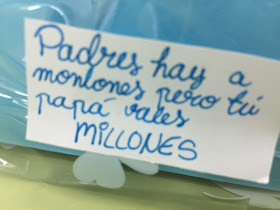 Padres hay a
montones pero tú
papá vales
MILLONES